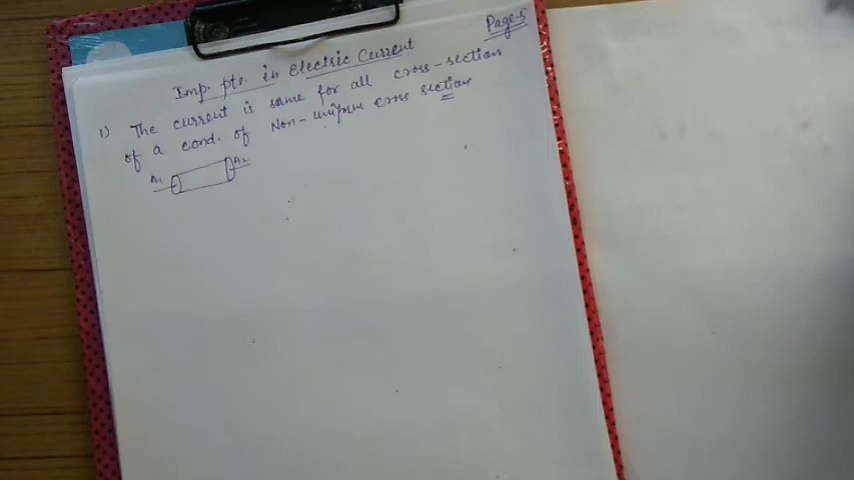 Page-5
Imp. pts. in Electric Current
1) The current is same for all cross-section
of a cond. of Non-uniform cross section
A1 A2